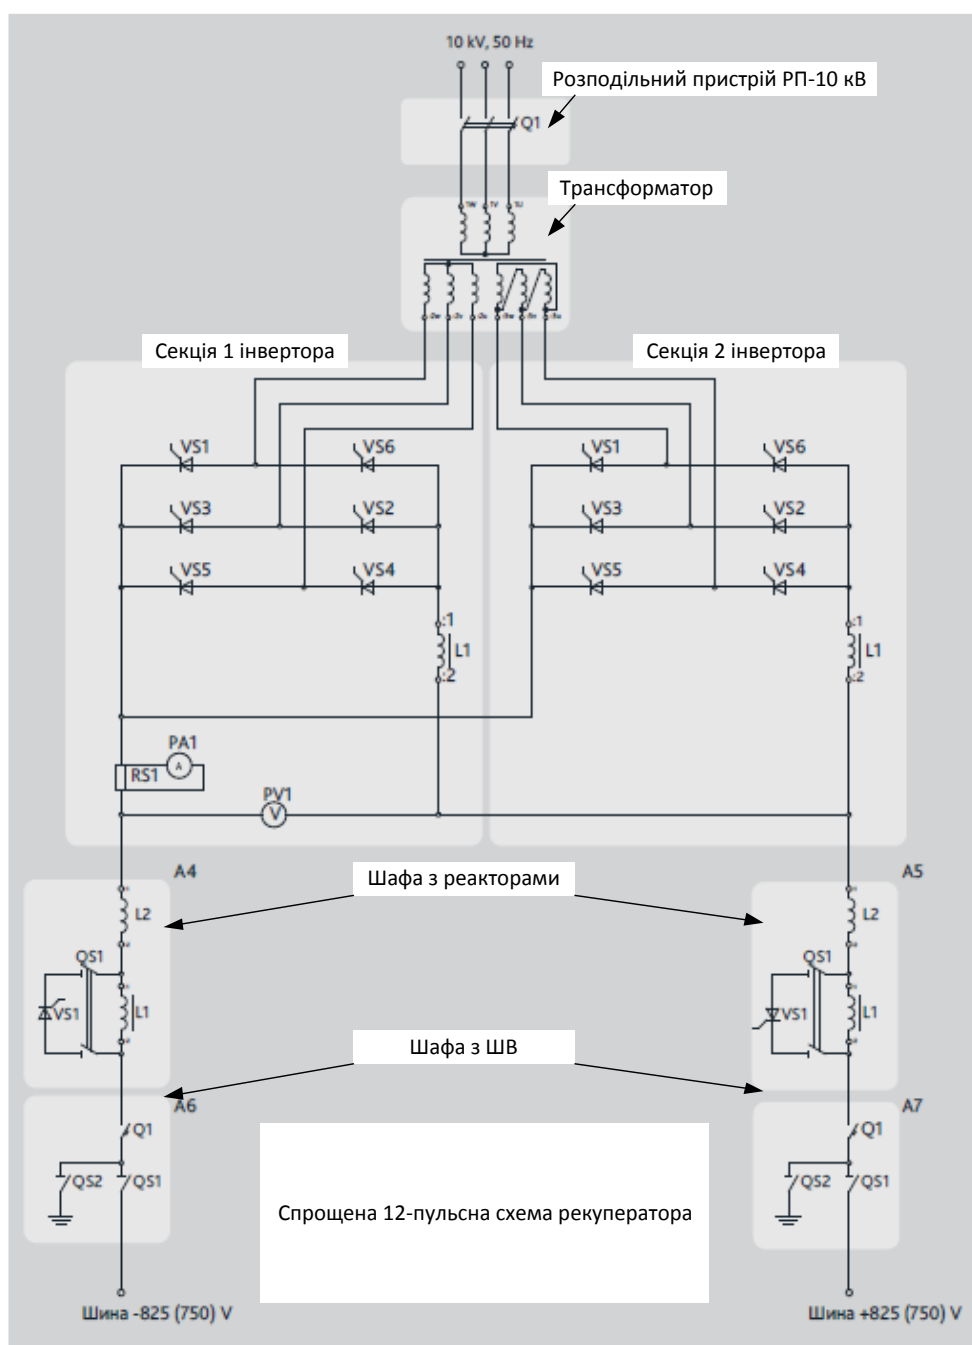 10 kV, 50 Hz
Розподільний пристрій РП-10 кВ
Q1
Трансформатор
1W 1V 1U
Секція 1 інвертора
Секція 2 інвертора
VS1 VS6 VS1 VS6
VS3 VS2 VS3 VS2
VS5 VS4 VS5 VS4
:1 :1
L1 L1
:2 :2
PA1
A
RS1
PV1
V
A4 A5
Шафа з реакторами
L2 L2
QS1 QS1
VS1 L1 VS1 L1
Шафа з ШВ
A6 A7
Q1 Q1
QS2 QS1 QS2 QS1
Спрощена 12-пульсна схема рекуператора
Шина -825 (750) V Шина +825 (750) V